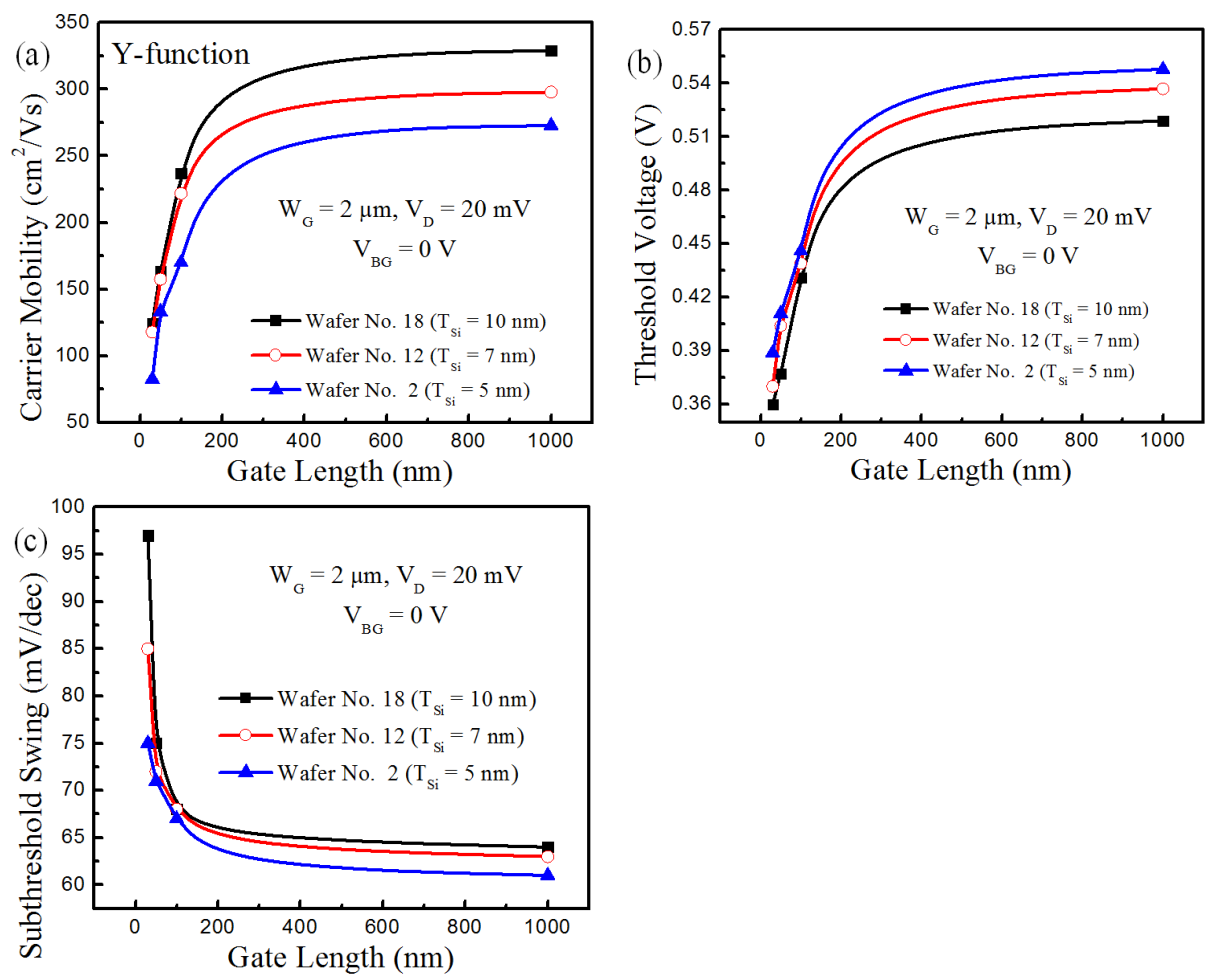 (a)
Y-function
Carrier Mobility (cm²/Vs)
350
300
250
200
150
100
50
W_G = 2 μm, V_D = 20 mV
V_BG = 0 V
Wafer No. 18 (T_Si = 10 nm)
Wafer No. 12 (T_Si = 7 nm)
Wafer No. 2 (T_Si = 5 nm)
0 200 400 600 800 1000
Gate Length (nm)
(b)
Threshold Voltage (V)
0.57
0.54
0.51
0.48
0.45
0.42
0.39
0.36
W_G = 2 μm, V_D = 20 mV
V_BG = 0 V
Wafer No. 18 (T_Si = 10 nm)
Wafer No. 12 (T_Si = 7 nm)
Wafer No. 2 (T_Si = 5 nm)
0 200 400 600 800 1000
Gate Length (nm)
(c)
Subthreshold Swing (mV/dec)
100
95
90
85
80
75
70
65
60
W_G = 2 μm, V_D = 20 mV
V_BG = 0 V
Wafer No. 18 (T_Si = 10 nm)
Wafer No. 12 (T_Si = 7 nm)
Wafer No. 2 (T_Si = 5 nm)
0 200 400 600 800 1000
Gate Length (nm)